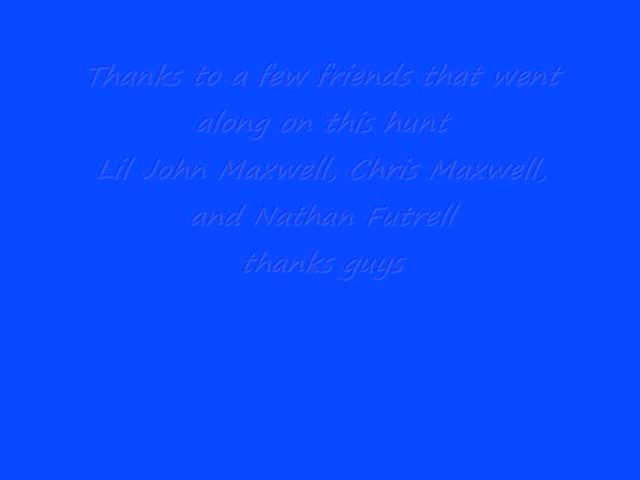 Thanks to a few friends that went
along on this hunt
Lil John Maxwell, Chris Maxwell,
and Nathan Futrell
thanks guys